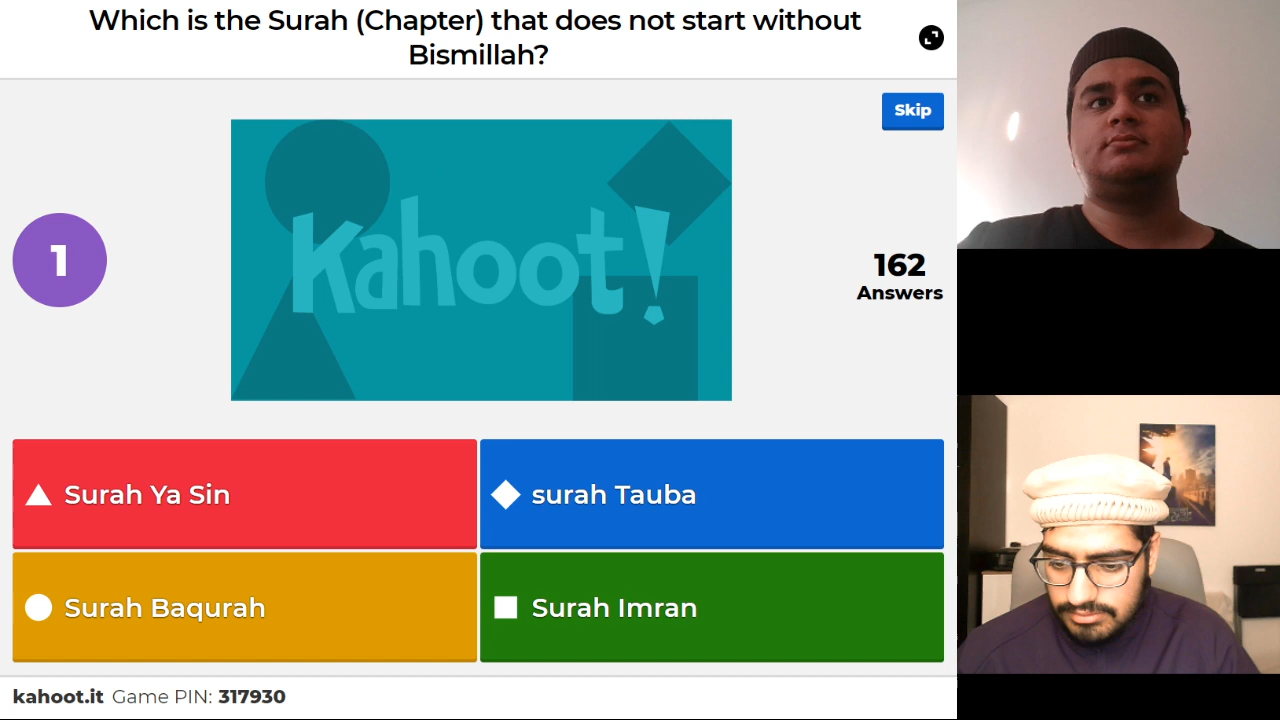 Which is the Surah (Chapter) that does not start without
Bismillah?
Skip
Kahoot!
1
162
Answers
Surah Ya Sin
surah Tauba
Surah Baqurah
Surah Imran
kahoot.it Game PIN: 317930